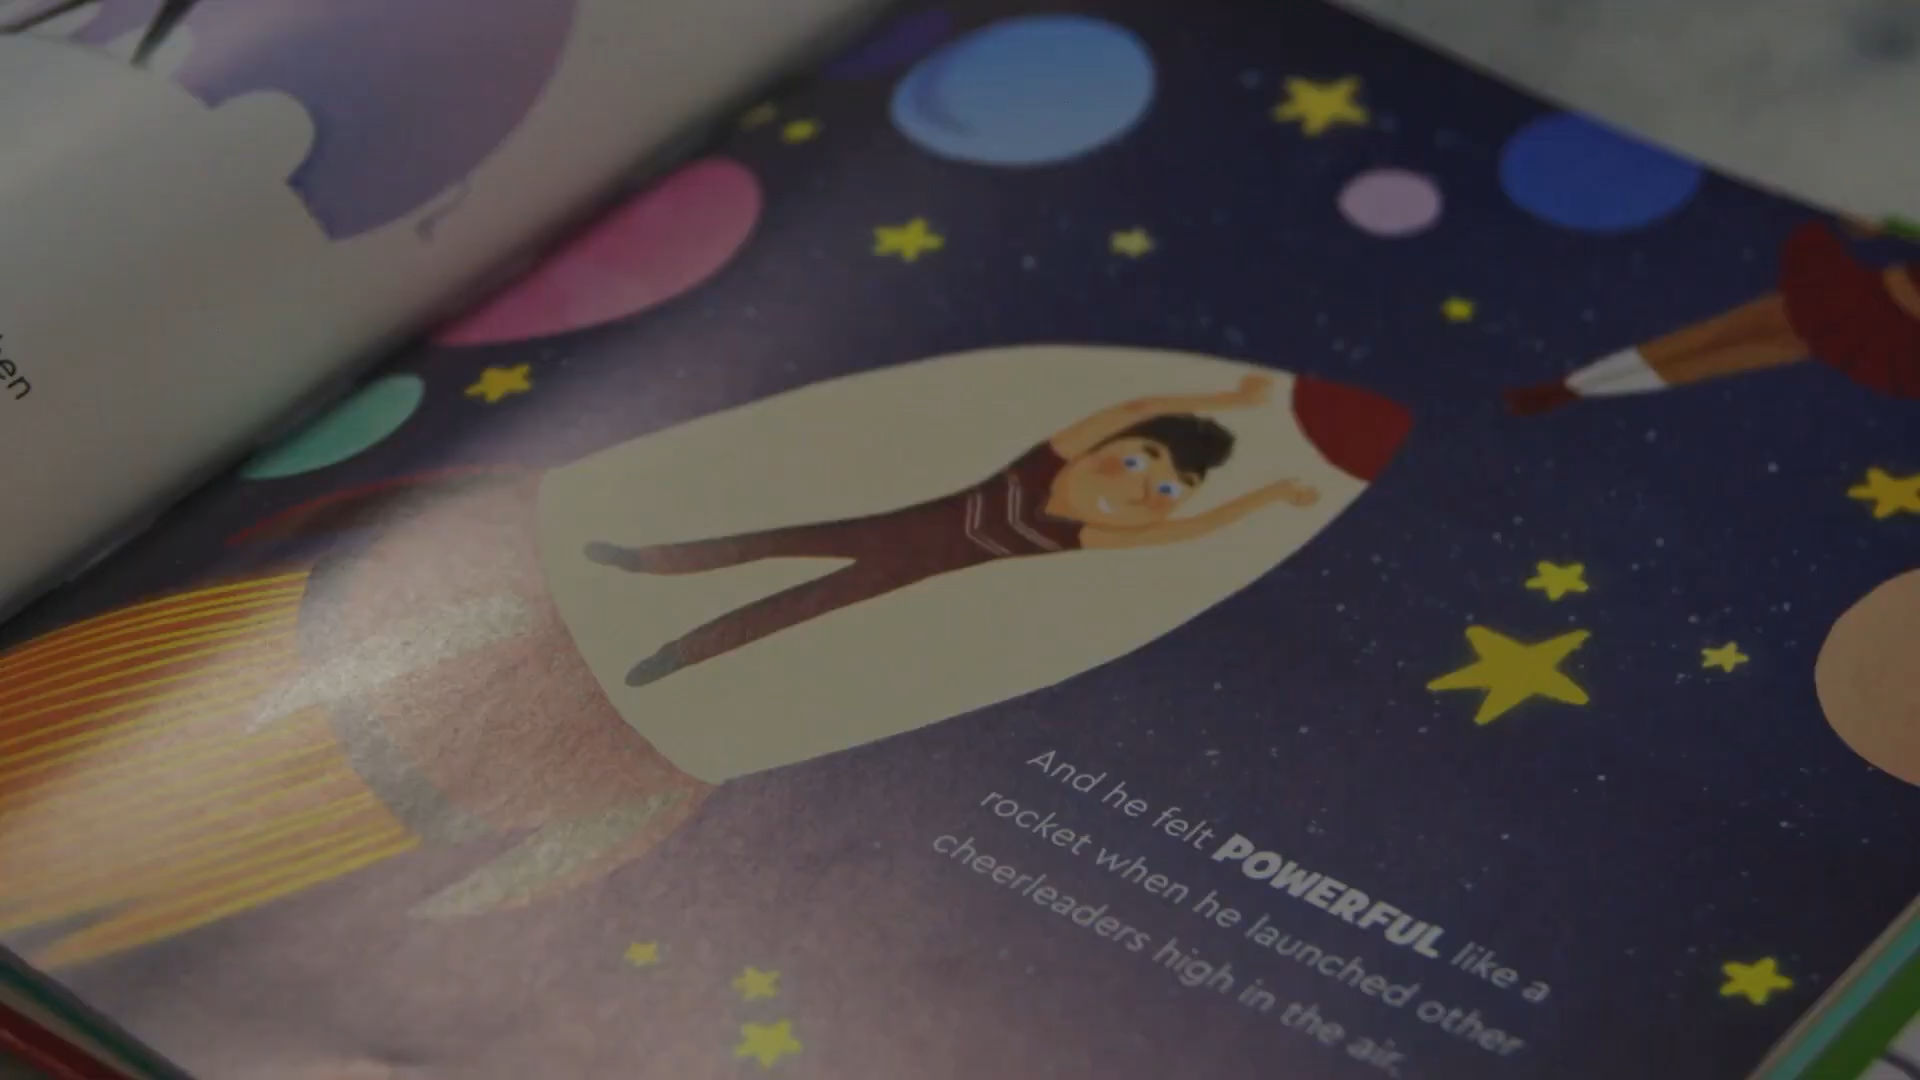 And he felt POWERFUL like a
rocket when he launched other
cheerleaders high in the air.